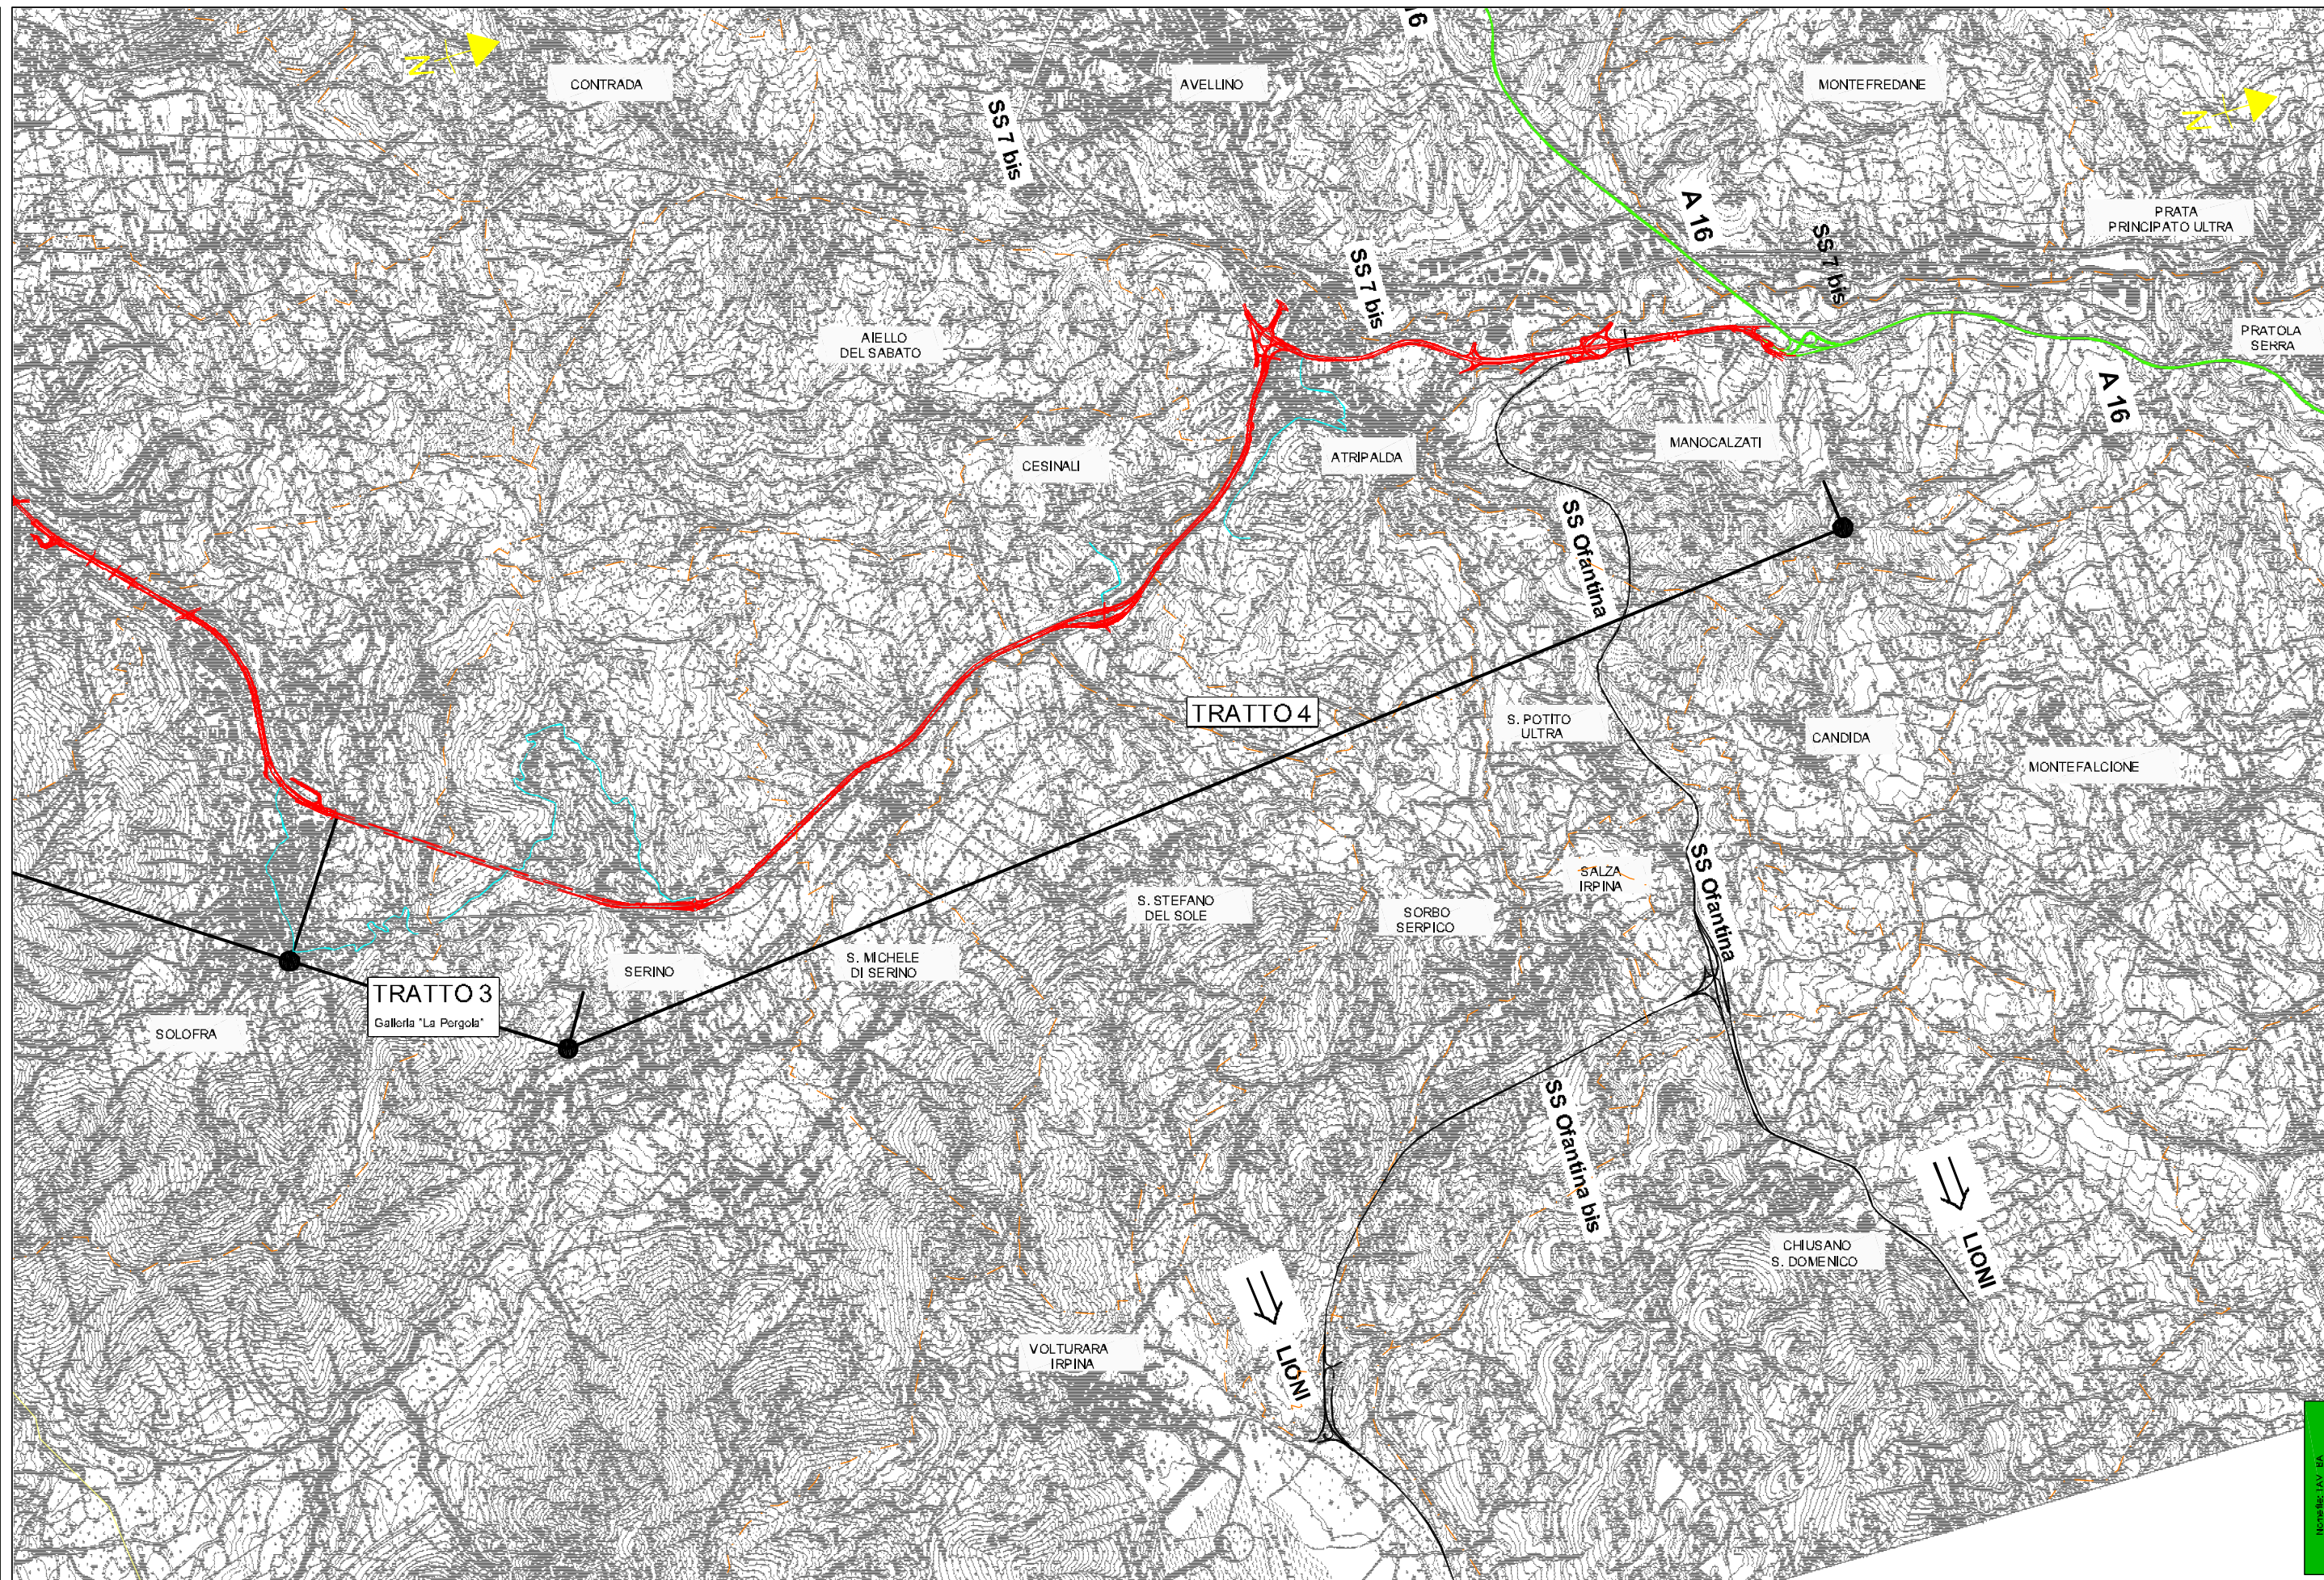 16
N
CONTRADA
AVELLINO
MONTEFREDANE
N
SS 7 bis
A 16
PRATA
PRINCIPATO ULTRA
SS 7 bis
SS 7 bis
AIELLO
DEL SABATO
PRATOLA
SERRA
A 16
CESINALI
ATRIPALDA
MANOCALZATI
SS Ofantina
TRATTO 4
S. POTITO
ULTRA
CANDIDA
MONTEFALCIONE
SALZA
IRPINA
SS Ofantina
S. STEFANO
DEL SOLE
SORBO
SERPICO
SERINO
S. MICHELE
DI SERINO
TRATTO 3
Galleria "La Pergola"
SOLOFRA
SS Ofantina bis
LIONI
CHIUSANO
S. DOMENICO
VOLTURARA
IRPINA
LIONI